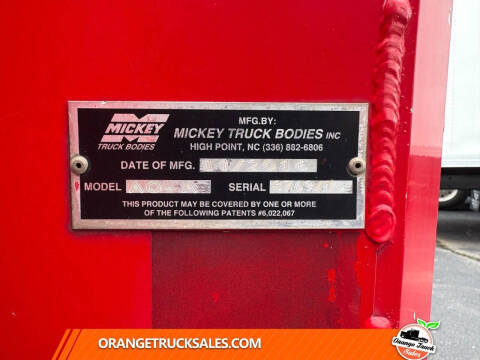 MICKEY
TRUCK BODIES
MFG.BY:
MICKEY TRUCK BODIES INC
HIGH POINT, NC (336) 882-6806
DATE OF MFG.
MODEL
SERIAL
THIS PRODUCT MAY BE COVERED BY ONE OR MORE
OF THE FOLLOWING PATENTS #6,022,067
ORANGETRUCKSALES.COM
Orange Truck
Sales